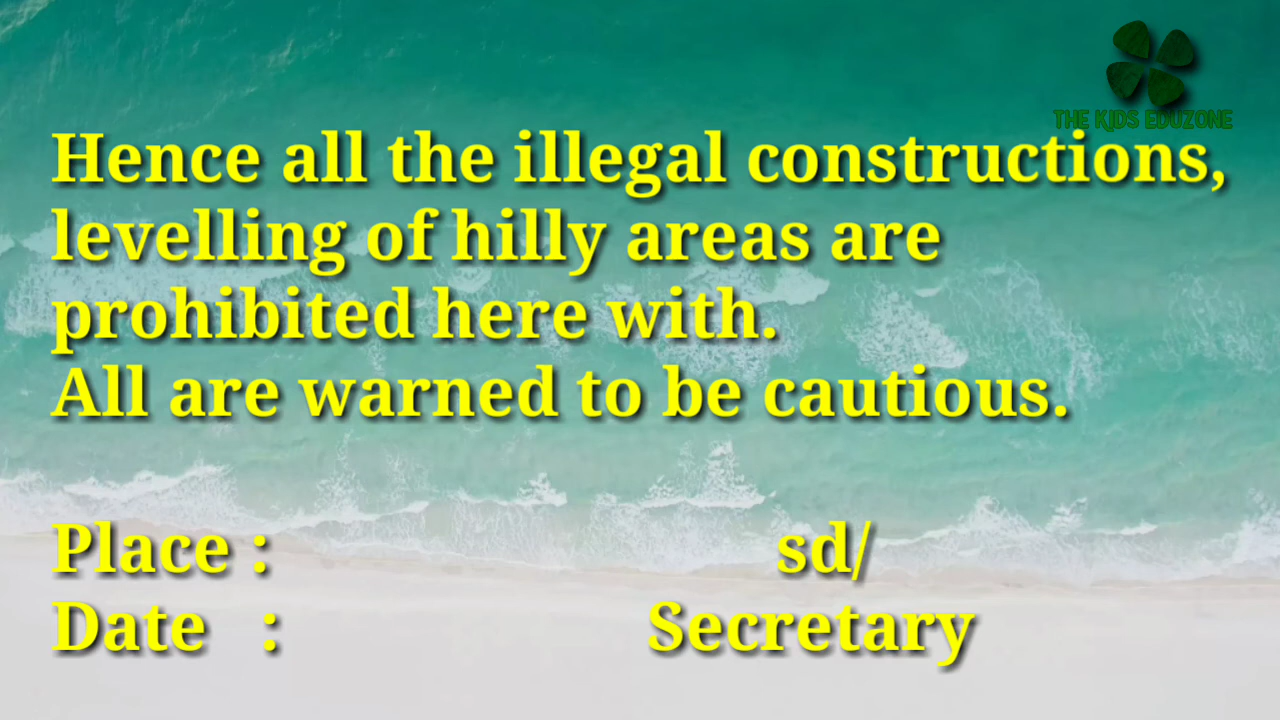 THE KIDS EDUZONE
Hence all the illegal constructions,
levelling of hilly areas are
prohibited here with.
All are warned to be cautious.
Place : sd/
Date : Secretary